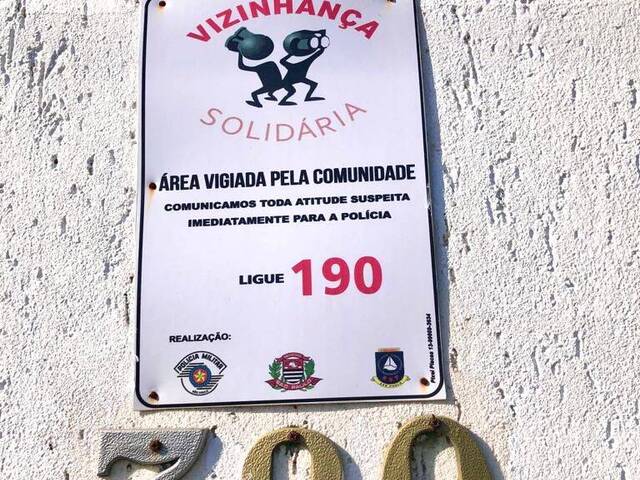 VIZINHANÇA
SOLIDÁRIA
ÁREA VIGIADA PELA COMUNIDADE
COMUNICAMOS TODA ATITUDE SUSPEITA
IMEDIATAMENTE PARA A POLÍCIA
LIGUE 190
REALIZAÇÃO:
POLÍCIA MILITAR